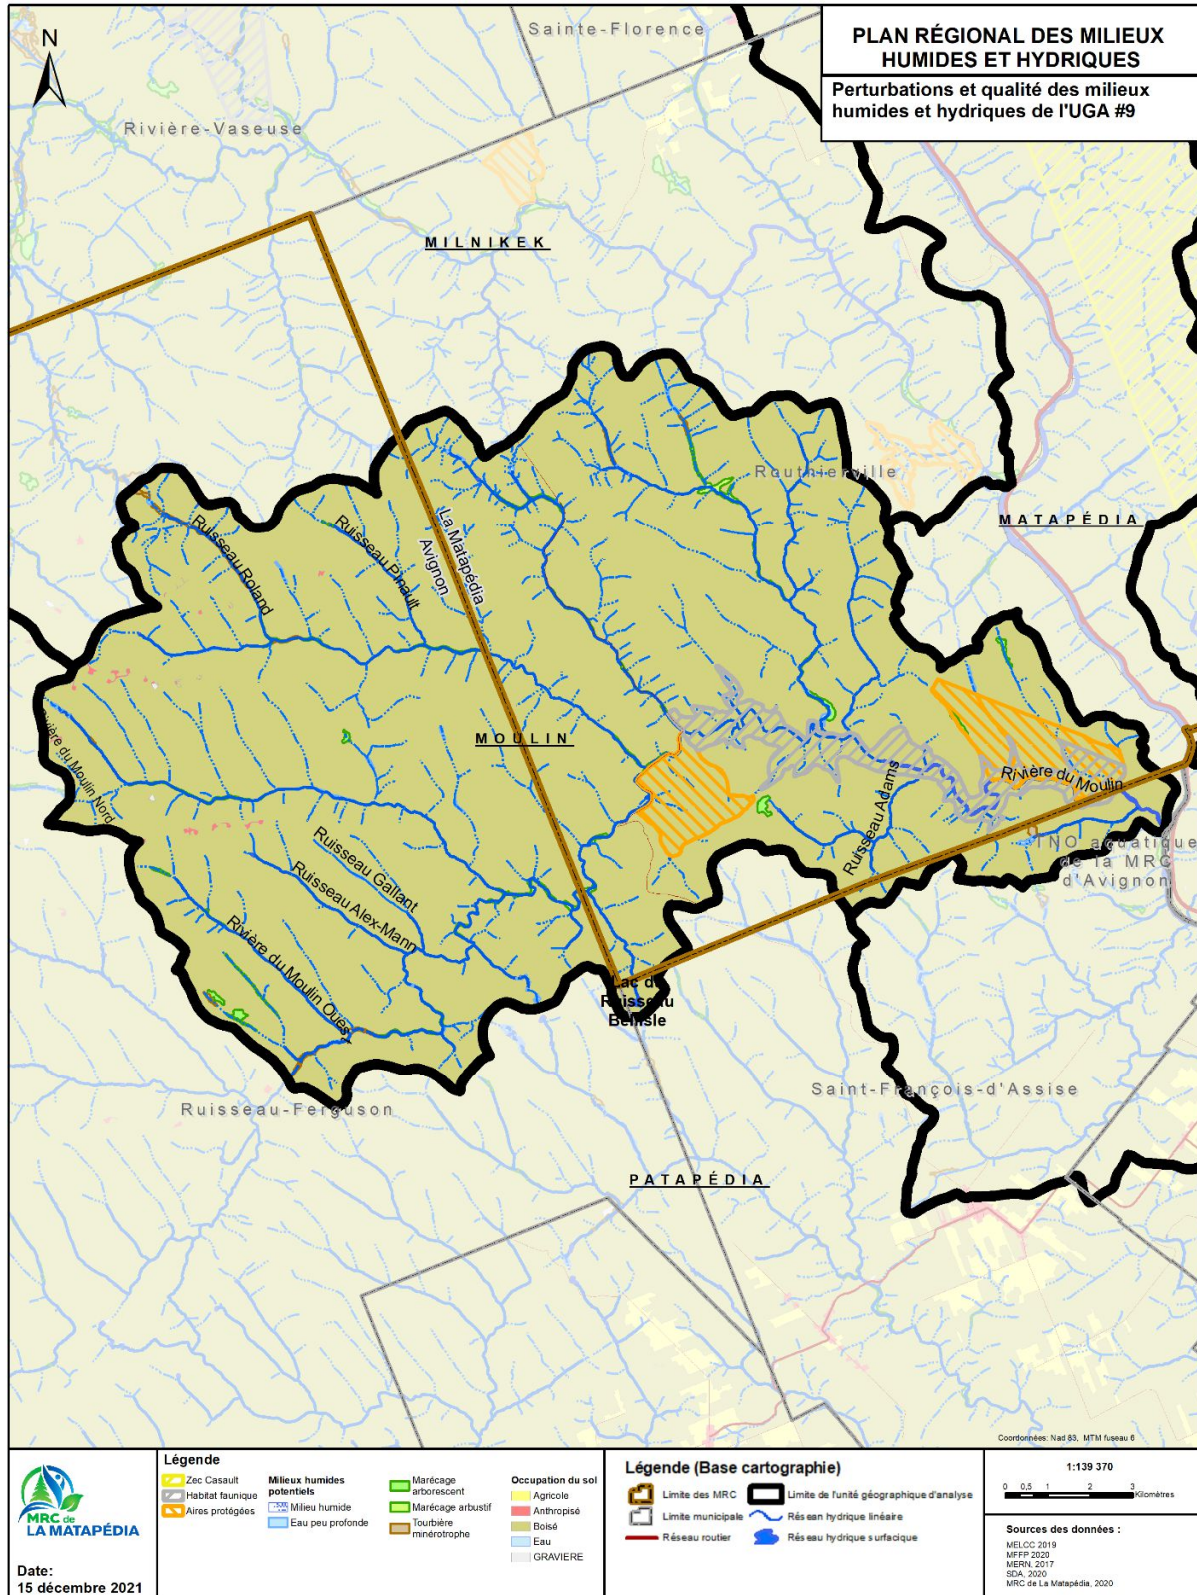 PLAN RÉGIONAL DES MILIEUX
HUMIDES ET HYDRIQUES
Perturbations et qualité des milieux
humides et hydriques de l'UGA #9
N
Sainte-Florence
Rivière-Vaseuse
MILNIKEK
Routhierville
MATAPÉDIA
La Matapédia
Avignon
Ruisseau Roland
Ruisseau Pinault
MOULIN
Rivière du Moulin Nord
Ruisseau Gallant
Ruisseau Alex-Mann
Rivière du Moulin Ouest
Ruisseau Adams
Rivière du Moulin
TNO aquatique
de la MRC
d'Avignon
Lac du
Ruisseau
Bellisle
Saint-François-d'Assise
Ruisseau-Ferguson
PATAPÉDIA
Coordonnées: Nad 83, MTM fuseau 6
MRC de
LA MATAPÉDIA
Date:
15 décembre 2021
Légende
Zec Casault
Habitat faunique
Aires protégées
Milieux humides
potentiels
Milieu humide
Eau peu profonde
Marécage
arborescent
Marécage arbustif
Tourbière
minérotrophe
Occupation du sol
Agricole
Anthropisé
Boisé
Eau
GRAVIERE
Légende (Base cartographie)
Limite des MRC
Limite municipale
Réseau routier
Limite de l'unité géographique d'analyse
Réseau hydrique linéaire
Réseau hydrique surfacique
1:139 370
0 0,5 1 2 3
Kilomètres
Sources des données :
MELCC 2019
MFFP 2020
MERN, 2017
SDA, 2020
MRC de La Matapédia, 2020